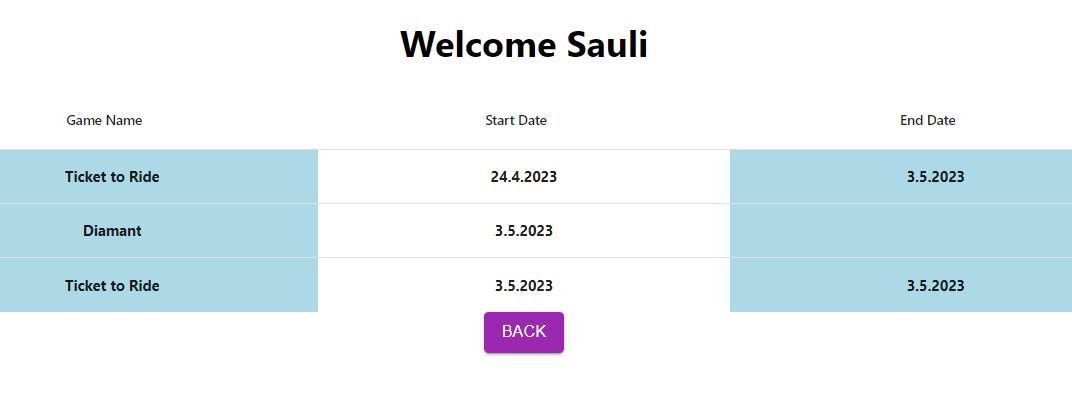 Welcome Sauli
Game Name Start Date End Date
Ticket to Ride 24.4.2023 3.5.2023
Diamant 3.5.2023
Ticket to Ride 3.5.2023 3.5.2023
BACK